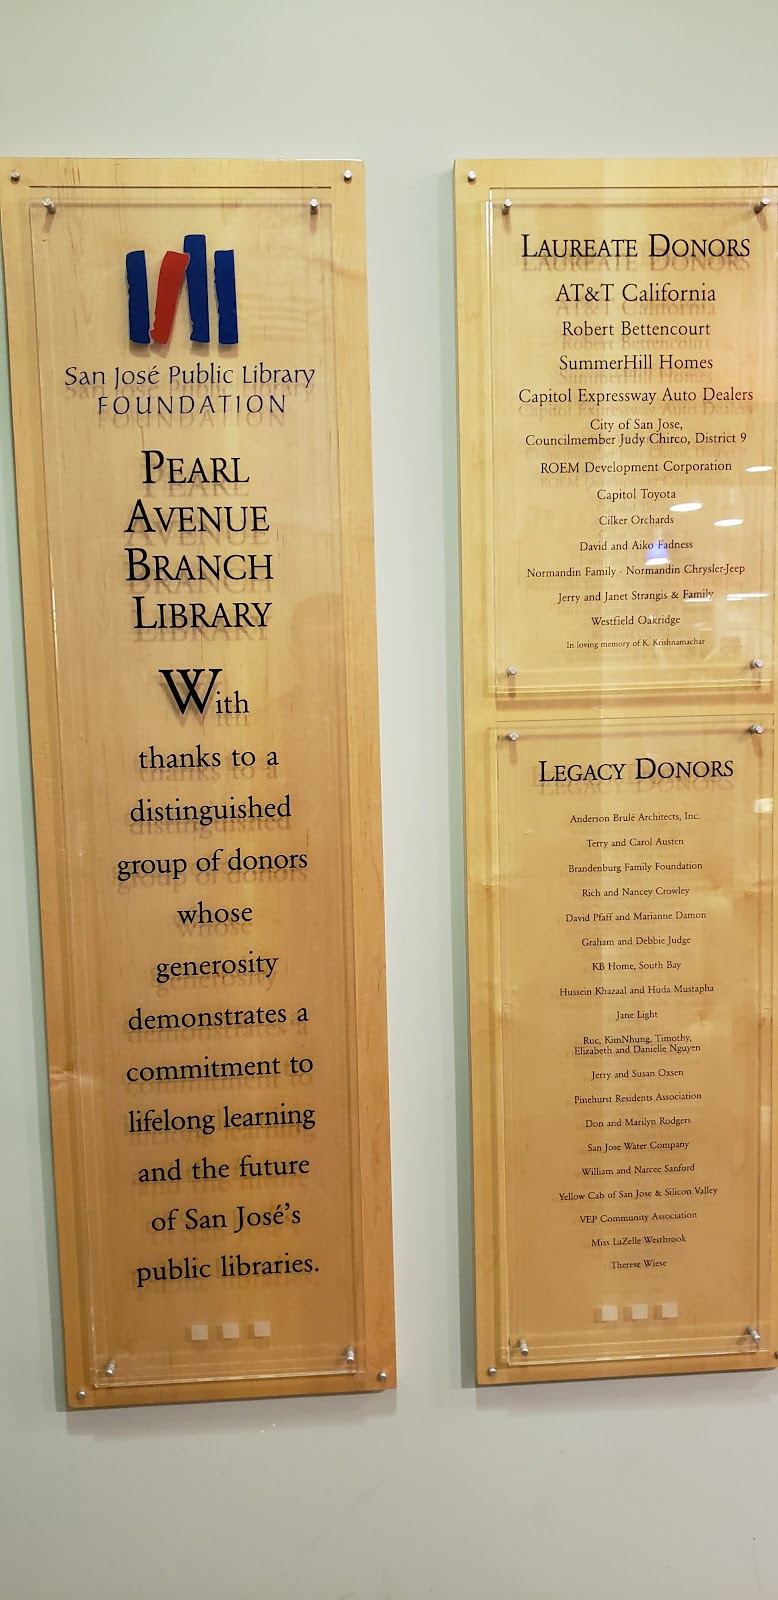 San José Public Library
FOUNDATION
PEARL
AVENUE
BRANCH
LIBRARY
With
thanks to a
distinguished
group of donors
whose
generosity
demonstrates a
commitment to
lifelong learning
and the future
of San José's
public libraries.
LAUREATE DONORS
AT&T California
Robert Bettencourt
SummerHill Homes
Capitol Expressway Auto Dealers
City of San Jose,
Councilmember Judy Chirco, District 9
ROEM Development Corporation
Capitol Toyota
Cilker Orchards
David and Aiko Fadness
Normandin Family - Normandin Chrysler-Jeep
Jerry and Janet Strangis & Family
Westfield Oakridge
In loving memory of K. Krishnamachar
LEGACY DONORS
Anderson Brulé Architects, Inc.
Terry and Carol Austen
Brandenburg Family Foundation
Rich and Nancey Crowley
David Pfaff and Marianne Damon
Graham and Debbie Judge
KB Home, South Bay
Hussein Khazaal and Huda Mustapha
Jane Light
Ruc, KimNhung, Timothy,
Elizabeth and Danielle Nguyen
Jerry and Susan Oxsen
Pinehurst Residents Association
Don and Marilyn Rodgers
San Jose Water Company
William and Narcee Sanford
Yellow Cab of San Jose & Silicon Valley
VEP Community Association
Miss LaZelle Westbrook
Therese Wiese